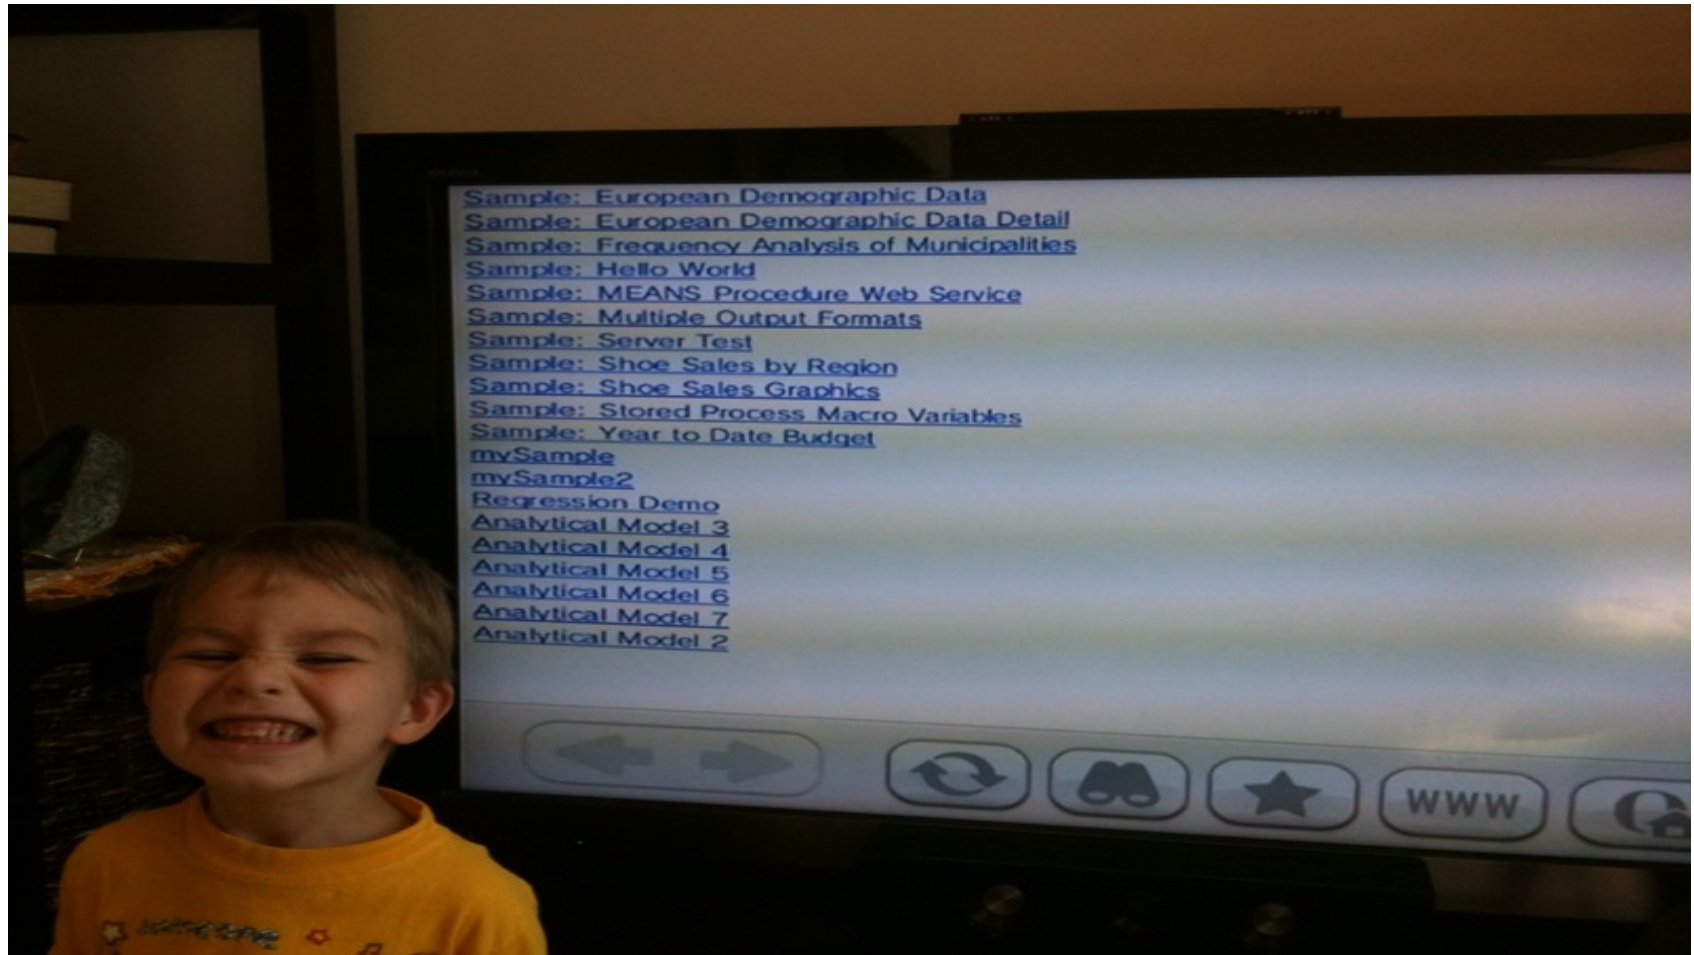 BRAVIA
Sample: European Demographic Data
Sample: European Demographic Data Detail
Sample: Frequency Analysis of Municipalities
Sample: Hello World
Sample: MEANS Procedure Web Service
Sample: Multiple Output Formats
Sample: Server Test
Sample: Shoe Sales by Region
Sample: Shoe Sales Graphics
Sample: Stored Process Macro Variables
Sample: Year to Date Budget
mySample
mySample2
Regression Demo
Analytical Model 3
Analytical Model 4
Analytical Model 5
Analytical Model 6
Analytical Model 7
Analytical Model 2
WWW
someone